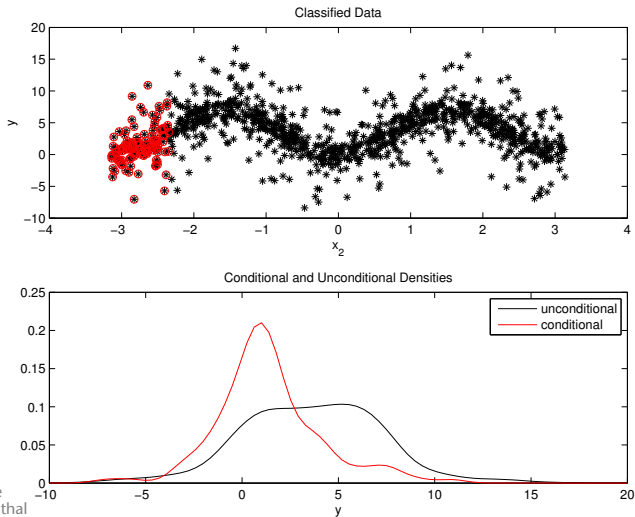 Classified Data
20
15
10
5
0
−5
−10
y
−4 −3 −2 −1 0 1 2 3 4
x2
Conditional and Unconditional Densities
0.25
0.2
0.15
0.1
0.05
0
unconditional
conditional
−10 −5 0 5 10 15 20
y